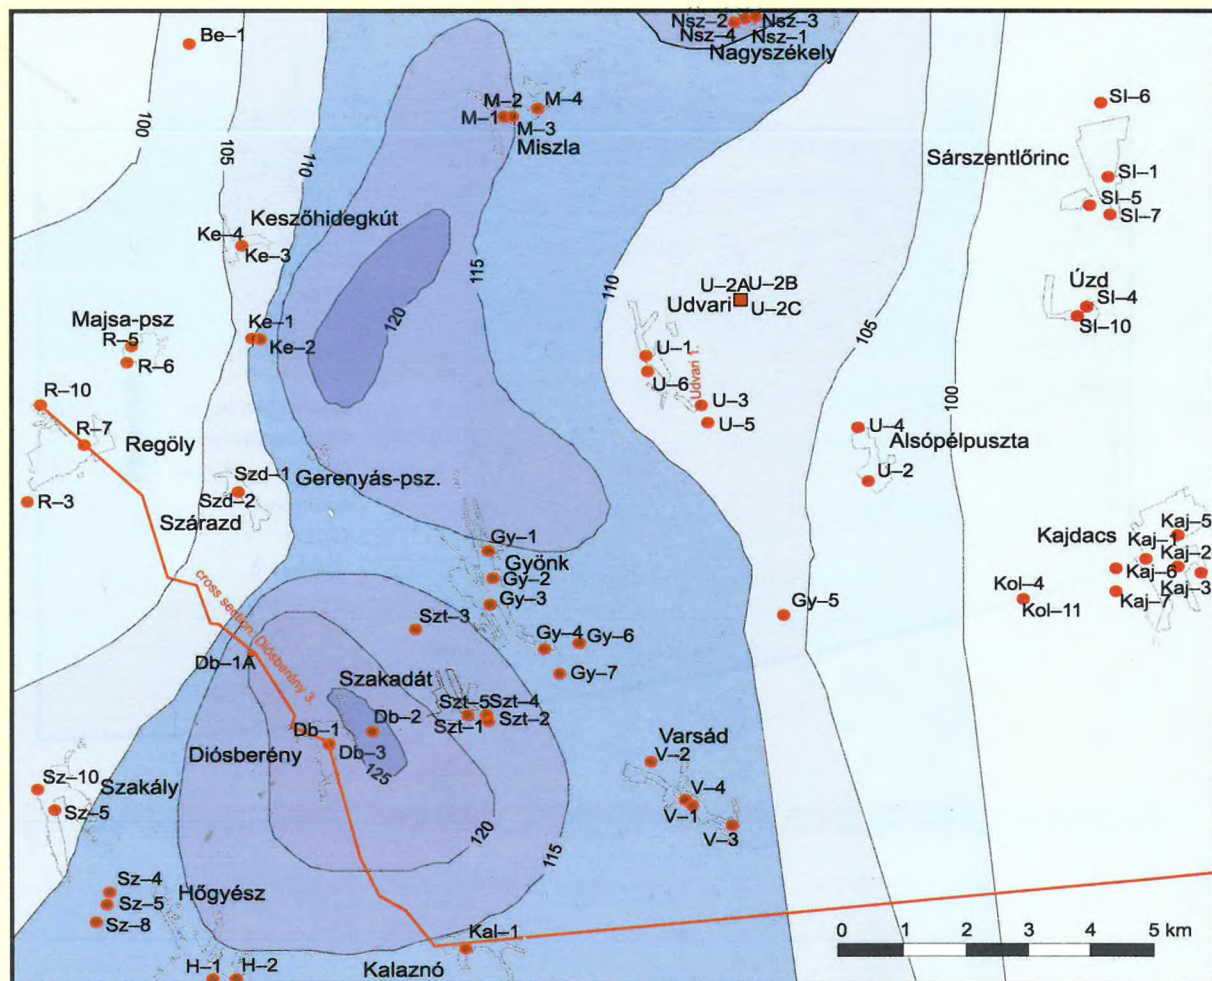 Be–1
Nsz–2
Nsz–3
Nsz–4
Nsz–1
Nagyszékely
M–2
M–4
M–1
M–3
Miszla
Sl–6
100
105
110
Sárszentlőrinc
Sl–1
Sl–5
Sl–7
Keszőhidegkút
Ke–4
Ke–3
115
110
U–2A
U–2B
Udvari
U–2C
Úzd
Sl–4
Sl–10
120
105
Majsa-psz
R–5
R–6
Ke–1
Ke–2
U–1
U–6
Udvari 1.
U–3
U–5
R–10
R–7
Regöly
100
U–4
Alsópélpuszta
U–2
Szd–1
Gerenyás-psz.
Szd–2
R–3
Szárazd
Gy–1
Gyönk
Gy–2
Gy–3
Kajdacs
Kaj–5
Kaj–1
Kaj–2
Kaj–6
Kaj–3
Kaj–7
Kol–4
Kol–11
Gy–5
cross section: Diósberény 3.
Szt–3
Gy–4
Gy–6
Gy–7
Db–1A
Szakadát
Szt–5
Szt–4
Szt–1
Szt–2
Db–2
Db–1
Db–3
Diósberény
125
Varsád
V–2
V–4
V–1
V–3
Sz–10
Szakály
Sz–5
120
115
Sz–4
Hőgyész
Sz–5
Sz–8
Kal–1
Kalaznó
H–1
H–2
0 1 2 3 4 5 km